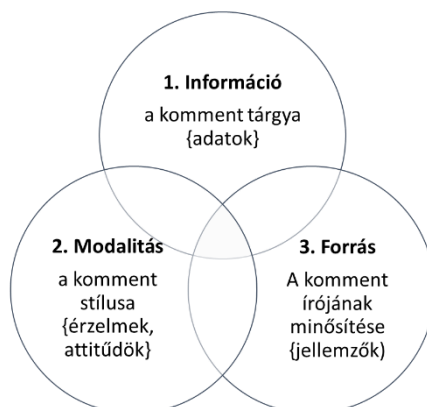 1. Információ
a komment tárgya
{adatok}
2. Modalitás
a komment
stílusa
{érzelmek,
attitűdök}
3. Forrás
A komment
írójának
minősítése
{jellemzők)